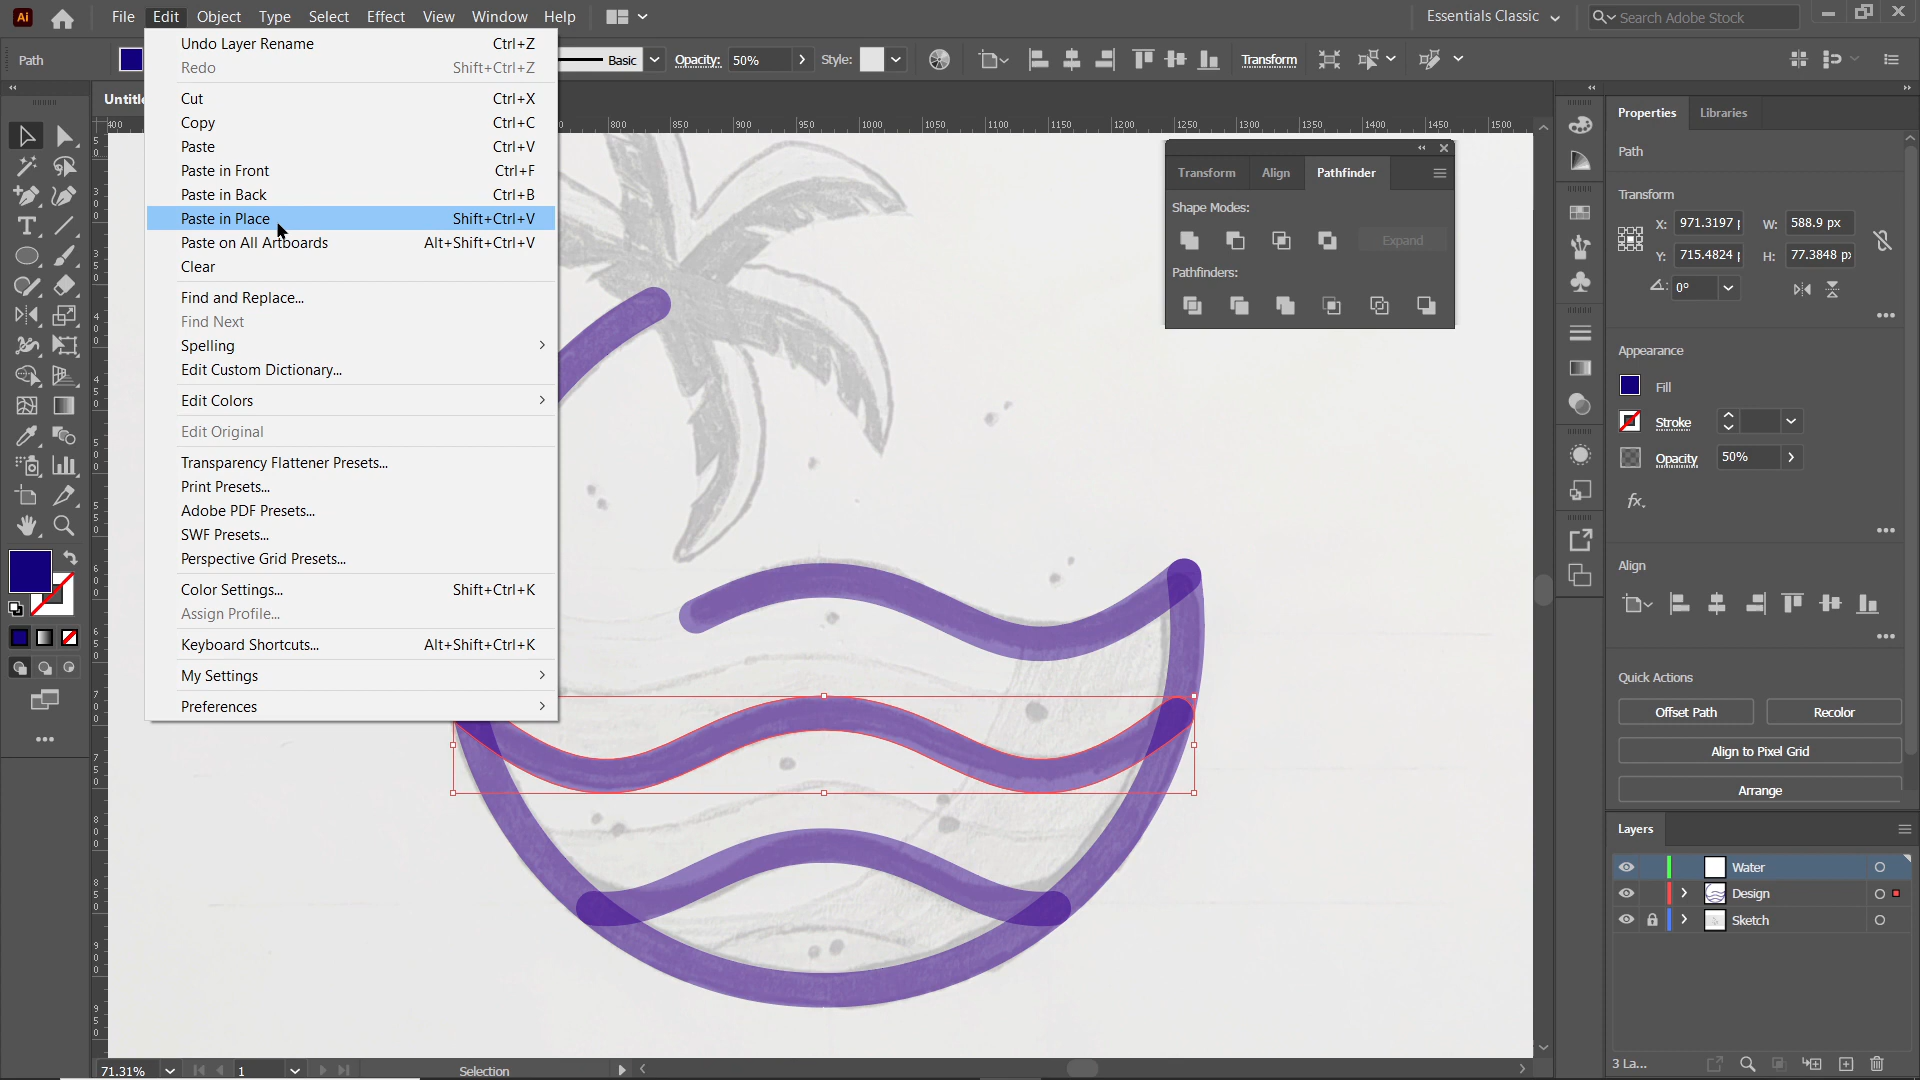 Ai
File Edit Object Type Select Effect View Window Help
Essentials Classic
Search Adobe Stock
Path
Basic
Opacity: 50%
Style:
Transform
Untitle
Undo Layer Rename Ctrl+Z
Redo Shift+Ctrl+Z
Cut Ctrl+X
Copy Ctrl+C
Paste Ctrl+V
Paste in Front Ctrl+F
Paste in Back Ctrl+B
Paste in Place Shift+Ctrl+V
Paste on All Artboards Alt+Shift+Ctrl+V
Clear
Find and Replace...
Find Next
Spelling
Edit Custom Dictionary...
Edit Colors
Edit Original
Transparency Flattener Presets...
Print Presets...
Adobe PDF Presets...
SWF Presets...
Perspective Grid Presets...
Color Settings... Shift+Ctrl+K
Assign Profile...
Keyboard Shortcuts... Alt+Shift+Ctrl+K
My Settings
Preferences
400 800 850 900 950 1000 1050 1100 1150 1200 1250 1300 1350 1400 1450 1500
Transform Align Pathfinder
Shape Modes:
Expand
Pathfinders:
Properties Libraries
Path
Transform
X: 971.3197 W: 588.9 px
Y: 715.4824 H: 77.3848
0°
Appearance
Fill
Stroke
Opacity 50%
fx
Align
Quick Actions
Offset Path Recolor
Align to Pixel Grid
Arrange
Layers
Water
Design
Sketch
3 La...
71.31% 1 Selection